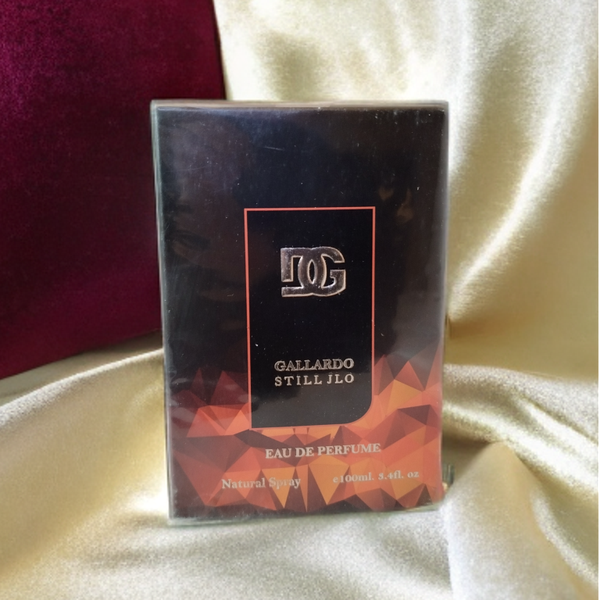 DG
GALLARDO
STILL JLO
EAU DE PERFUME
Natural Spray e100ml. 3.4fl. oz